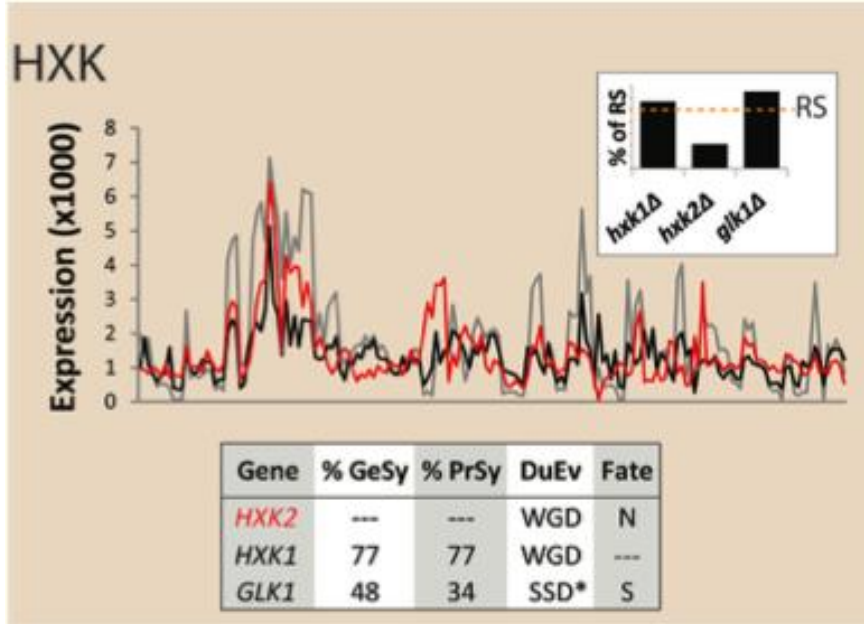 HXK
Expression (x1000)
8
7
6
5
4
3
2
1
0
% of RS
RS
hxk1Δ
hxk2Δ
glk1Δ
Gene % GeSy % PrSy DuEv Fate
HXK2 --- --- WGD N
HXK1 77 77 WGD ---
GLK1 48 34 SSD* S